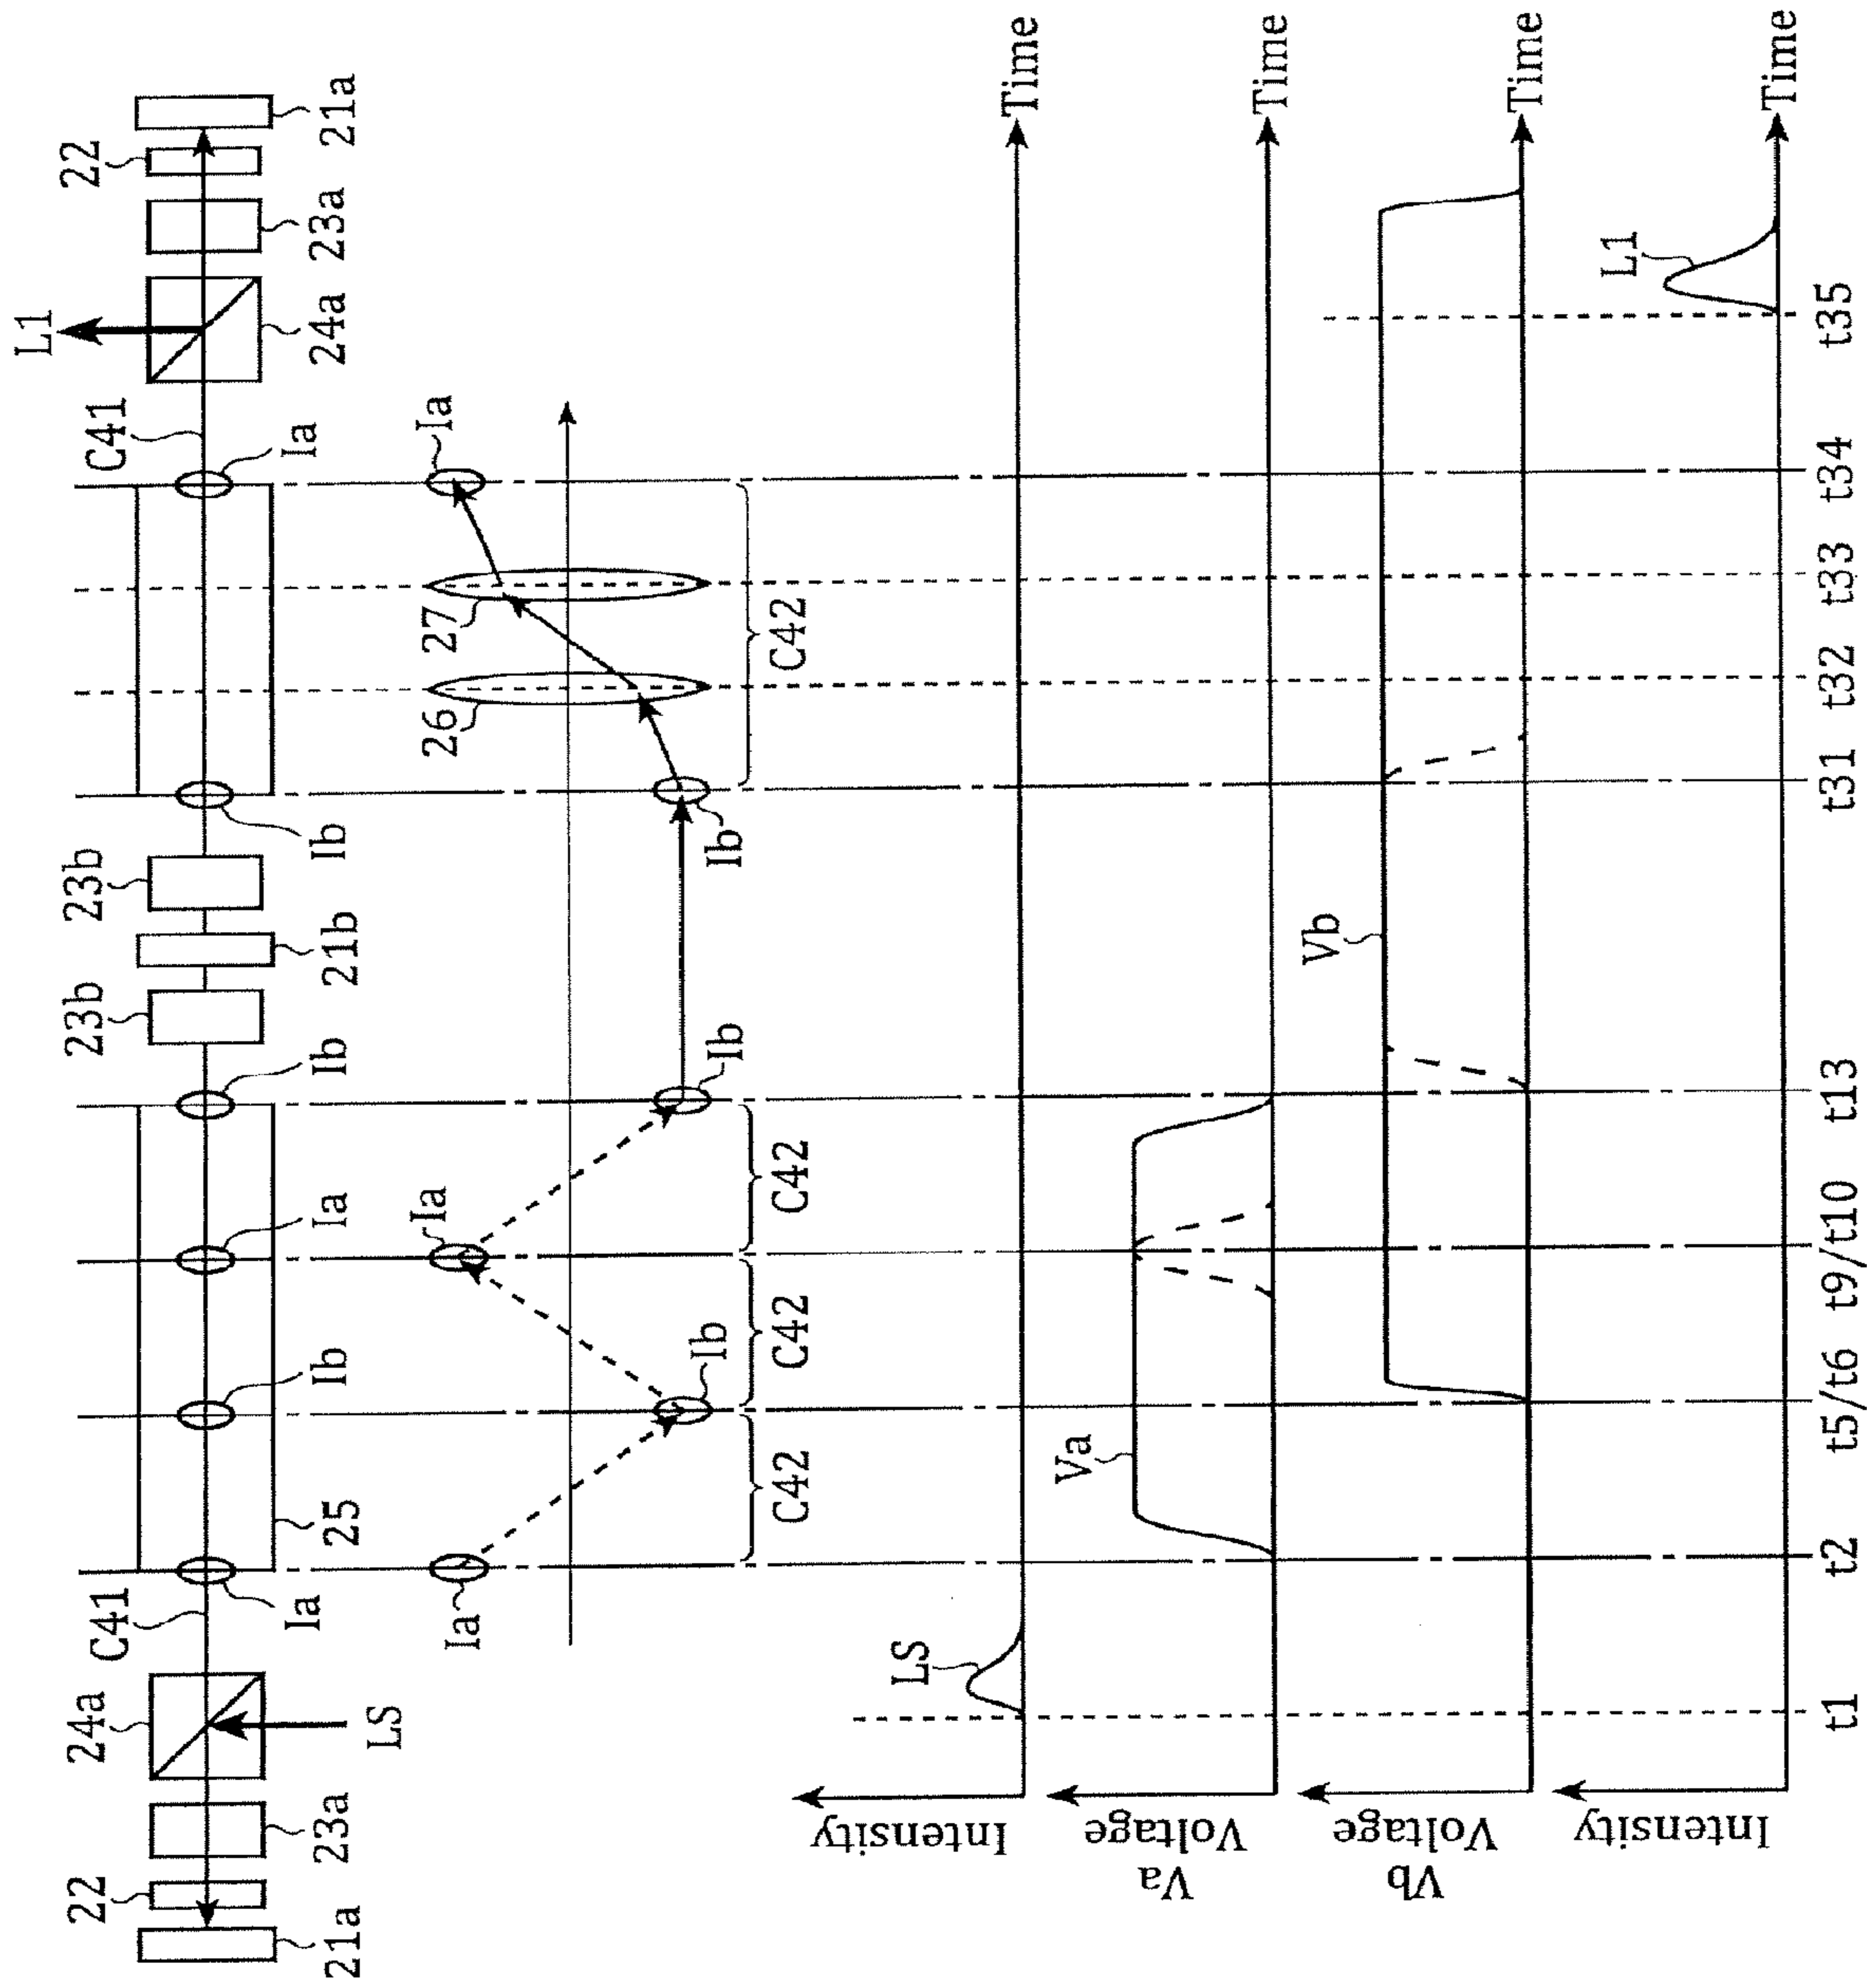 L1
22
21a
23a
24a
C41
Ia
Ib
23b
21b
23b
Ib
Ia
Ib
25
Ia
C41
24a
LS
23a
22
21a
Ia
Ib
Ia
Ib
Ib
26
27
Ia
C42
C42
C42
C42
Intensity
LS
Time
Va
Voltage
Va
Time
Vb
Voltage
Vb
Time
Intensity
L1
Time
t1
t2
t5/t6
t9/t10
t13
t31
t32
t33
t34
t35